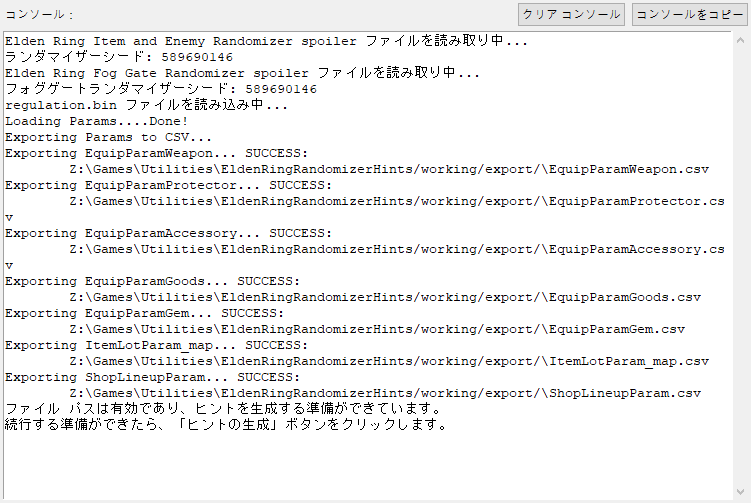 コンソール：
クリア コンソール
コンソールをコピー
Elden Ring Item and Enemy Randomizer spoiler ファイルを読み取り中...
ランダマイザーシード: 589690146
Elden Ring Fog Gate Randomizer spoiler ファイルを読み取り中...
フォグゲートランダマイザーシード: 589690146
regulation.bin ファイルを読み込み中...
Loading Params....Done!
Exporting Params to CSV...
Exporting EquipParamWeapon... SUCCESS:
Z:\Games\Utilities\EldenRingRandomizerHints/working/export/\EquipParamWeapon.csv
Exporting EquipParamProtector... SUCCESS:
Z:\Games\Utilities\EldenRingRandomizerHints/working/export/\EquipParamProtector.cs
v
Exporting EquipParamAccessory... SUCCESS:
Z:\Games\Utilities\EldenRingRandomizerHints/working/export/\EquipParamAccessory.cs
v
Exporting EquipParamGoods... SUCCESS:
Z:\Games\Utilities\EldenRingRandomizerHints/working/export/\EquipParamGoods.csv
Exporting EquipParamGem... SUCCESS:
Z:\Games\Utilities\EldenRingRandomizerHints/working/export/\EquipParamGem.csv
Exporting ItemLotParam_map... SUCCESS:
Z:\Games\Utilities\EldenRingRandomizerHints/working/export/\ItemLotParam_map.csv
Exporting ShopLineupParam... SUCCESS:
Z:\Games\Utilities\EldenRingRandomizerHints/working/export/\ShopLineupParam.csv
ファイル パスは有効であり、ヒントを生成する準備ができています。
続行する準備ができたら、「ヒントの生成」ボタンをクリックします。